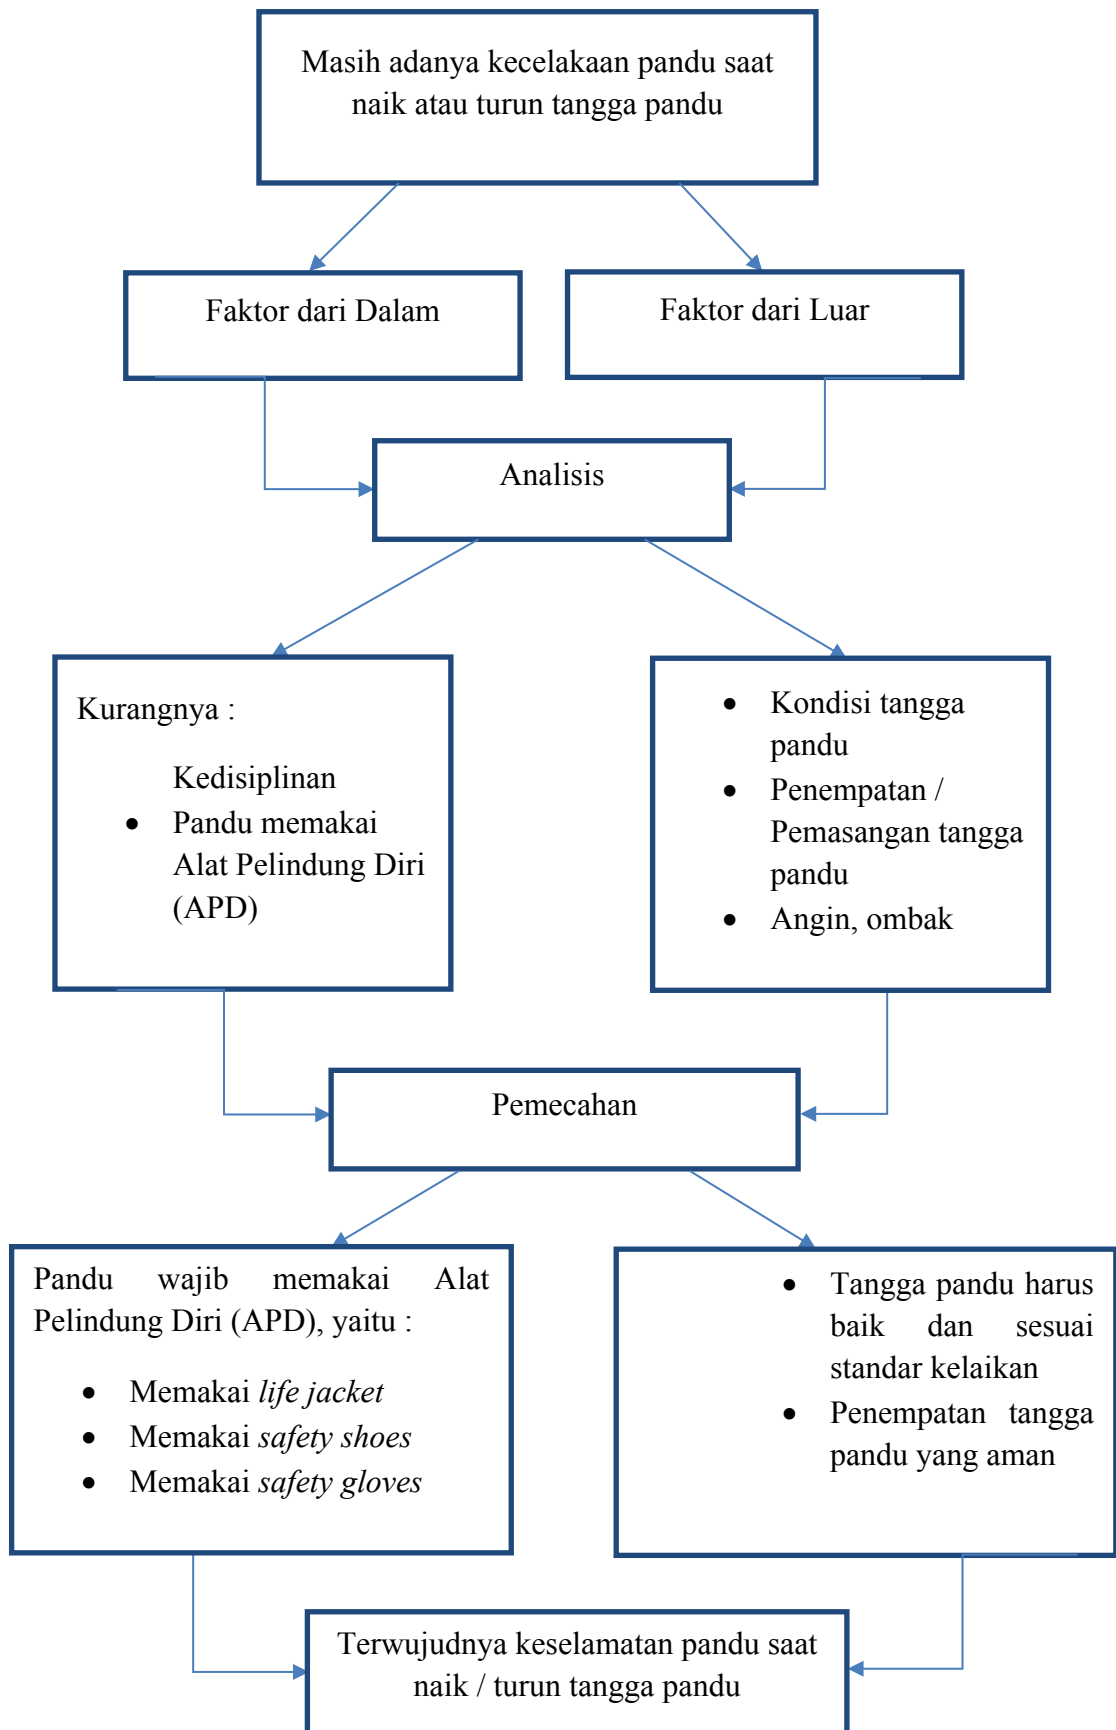 Masih adanya kecelakaan pandu saat
naik atau turun tangga pandu
Faktor dari Dalam
Faktor dari Luar
Analisis
Kurangnya :
Kedisiplinan
• Pandu memakai
Alat Pelindung Diri
(APD)
• Kondisi tangga
pandu
• Penempatan /
Pemasangan tangga
pandu
• Angin, ombak
Pemecahan
Pandu wajib memakai Alat
Pelindung Diri (APD), yaitu :
• Memakai life jacket
• Memakai safety shoes
• Memakai safety gloves
• Tangga pandu harus
baik dan sesuai
standar kelaikan
• Penempatan tangga
pandu yang aman
Terwujudnya keselamatan pandu saat
naik / turun tangga pandu